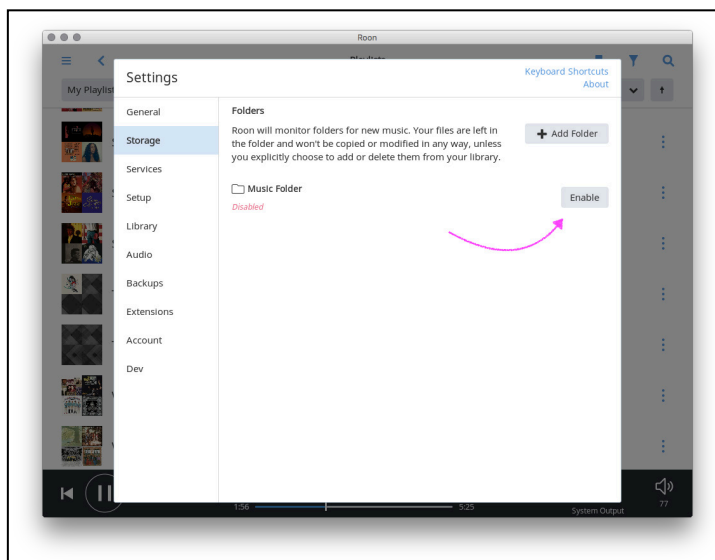 Roon
My Playlis
Settings
Keyboard Shortcuts
About
General
Storage
Services
Setup
Library
Audio
Backups
Extensions
Account
Dev
Folders
Roon will monitor folders for new music. Your files are left in
the folder and won't be copied or modified in any way, unless
you explicitly choose to add or delete them from your library.
Add Folder
Music Folder
Disabled
Enable
1:56
5:25
System Output
77